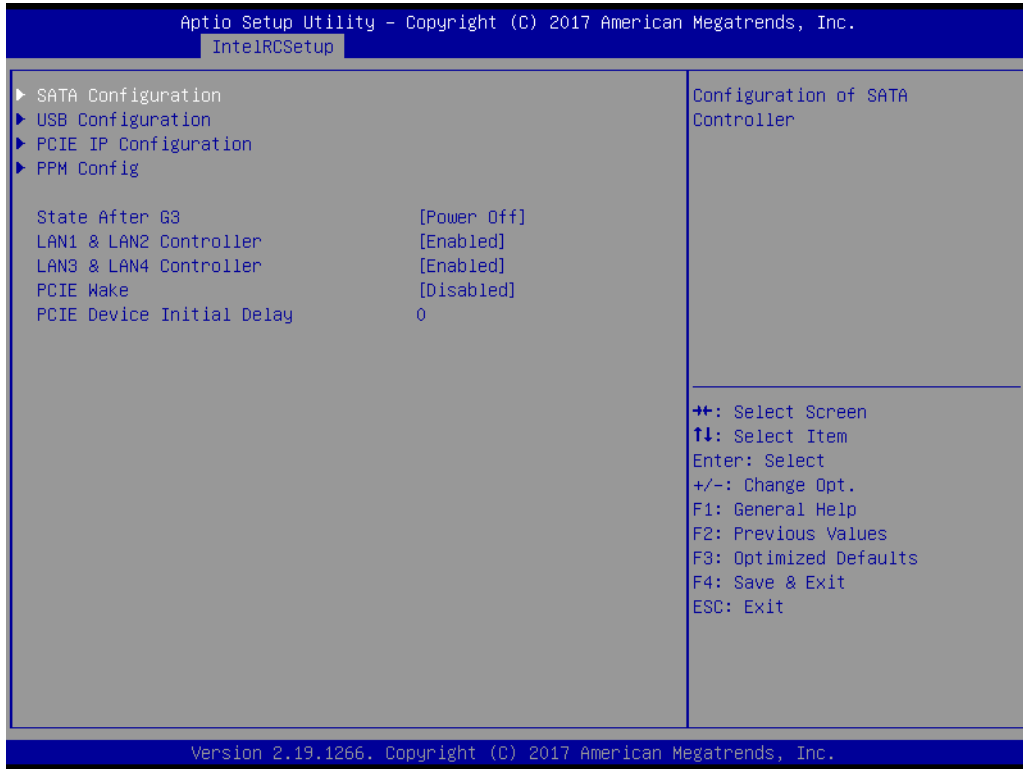 Aptio Setup Utility – Copyright (C) 2017 American Megatrends, Inc.
IntelRCSetup
SATA Configuration
USB Configuration
PCIE IP Configuration
PPM Config
State After G3 [Power Off]
LAN1 & LAN2 Controller [Enabled]
LAN3 & LAN4 Controller [Enabled]
PCIE Wake [Disabled]
PCIE Device Initial Delay 0
Configuration of SATA
Controller
→←: Select Screen
↑↓: Select Item
Enter: Select
+/-: Change Opt.
F1: General Help
F2: Previous Values
F3: Optimized Defaults
F4: Save & Exit
ESC: Exit
Version 2.19.1266. Copyright (C) 2017 American Megatrends, Inc.